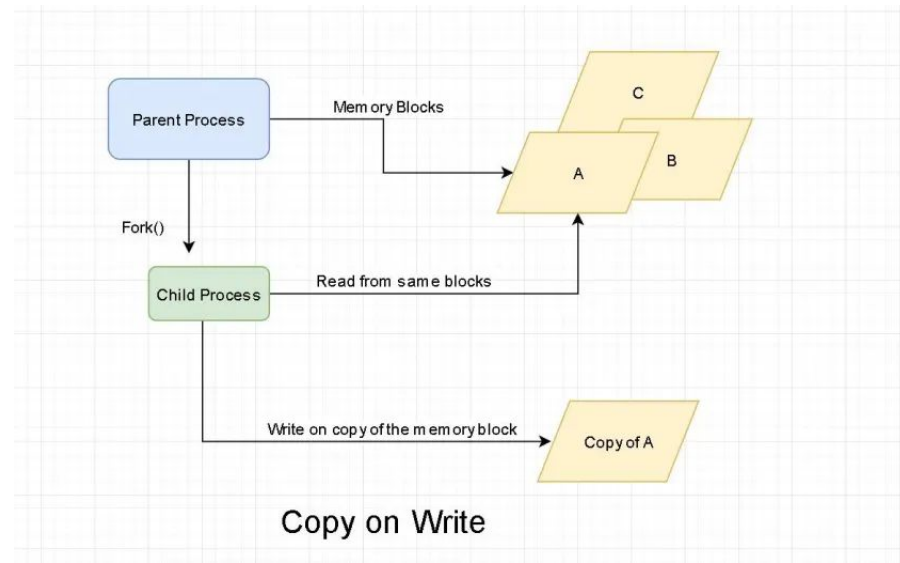 C
Memory Blocks
Parent Process
B
A
Fork()
Read from same blocks
Child Process
Write on copy of the memory block
Copy of A
Copy on Write